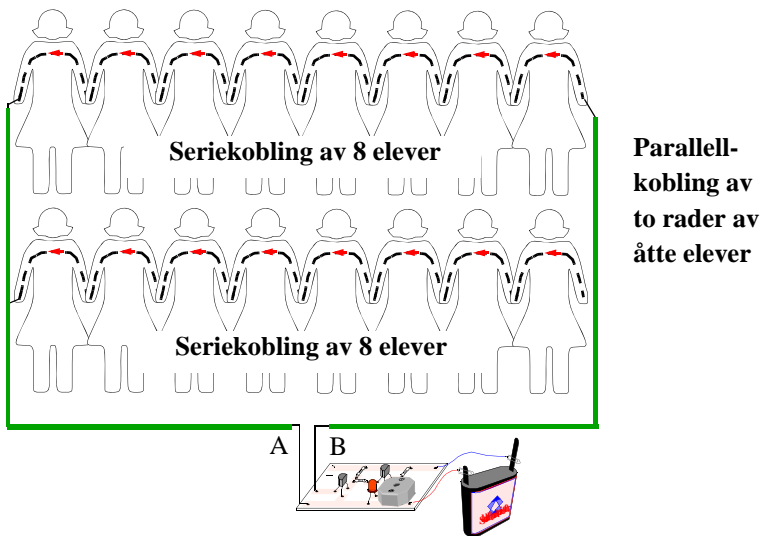 Seriekobling av 8 elever
Parallell-
kobling av
to rader av
åtte elever
Seriekobling av 8 elever
A B